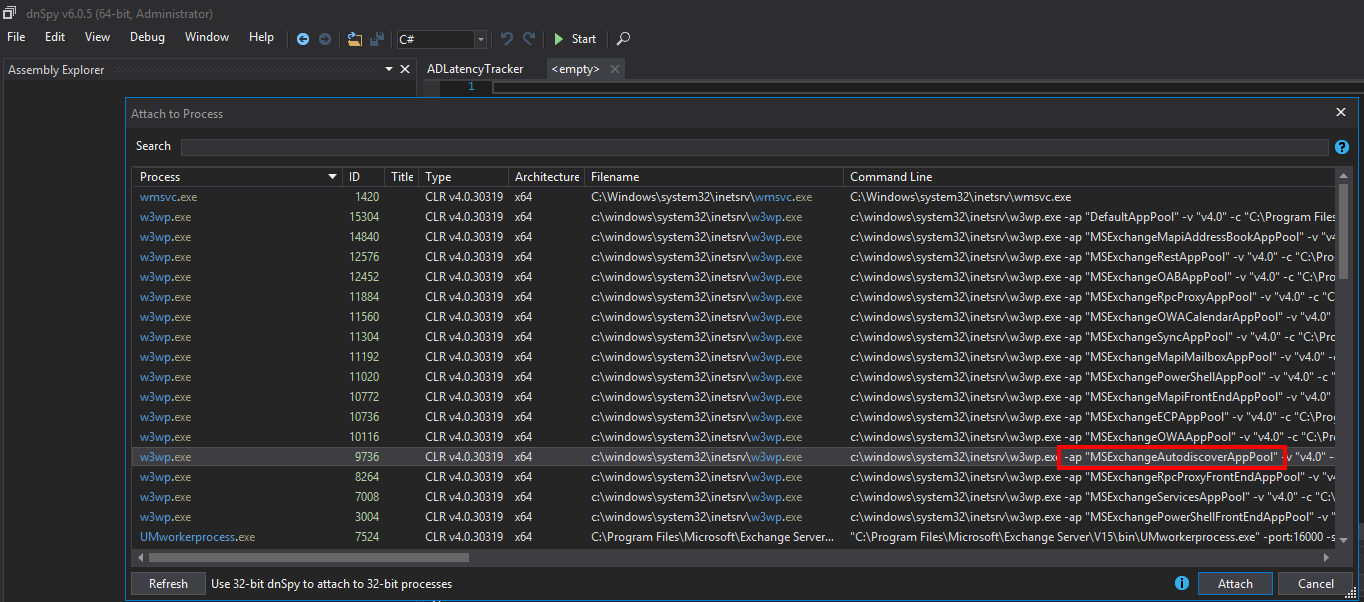 dnSpy v6.0.5 (64-bit, Administrator)
File Edit View Debug Window Help C# Start
Assembly Explorer ADLatencyTracker <empty>
1
Attach to Process
Search
Process ID Title Type Architecture Filename Command Line
wmsvc.exe 1420 CLR v4.0.30319 x64 C:\Windows\system32\inetsrv\wmsvc.exe C:\Windows\system32\inetsrv\wmsvc.exe
w3wp.exe 15304 CLR v4.0.30319 x64 c:\windows\system32\inetsrv\w3wp.exe c:\windows\system32\inetsrv\w3wp.exe -ap "DefaultAppPool" -v "v4.0" -c "C:\Program Files
w3wp.exe 14840 CLR v4.0.30319 x64 c:\windows\system32\inetsrv\w3wp.exe c:\windows\system32\inetsrv\w3wp.exe -ap "MSExchangeMapiAddressBookAppPool" -v "v4
w3wp.exe 12576 CLR v4.0.30319 x64 c:\windows\system32\inetsrv\w3wp.exe c:\windows\system32\inetsrv\w3wp.exe -ap "MSExchangeRestAppPool" -v "v4.0" -c "C:\Pro
w3wp.exe 12452 CLR v4.0.30319 x64 c:\windows\system32\inetsrv\w3wp.exe c:\windows\system32\inetsrv\w3wp.exe -ap "MSExchangeOABAppPool" -v "v4.0" -c "C:\Pro
w3wp.exe 11884 CLR v4.0.30319 x64 c:\windows\system32\inetsrv\w3wp.exe c:\windows\system32\inetsrv\w3wp.exe -ap "MSExchangeRpcProxyAppPool" -v "v4.0" -c "C
w3wp.exe 11560 CLR v4.0.30319 x64 c:\windows\system32\inetsrv\w3wp.exe c:\windows\system32\inetsrv\w3wp.exe -ap "MSExchangeOWACalendarAppPool" -v "v4.0"
w3wp.exe 11304 CLR v4.0.30319 x64 c:\windows\system32\inetsrv\w3wp.exe c:\windows\system32\inetsrv\w3wp.exe -ap "MSExchangeSyncAppPool" -v "v4.0" -c "C:\Pr
w3wp.exe 11192 CLR v4.0.30319 x64 c:\windows\system32\inetsrv\w3wp.exe c:\windows\system32\inetsrv\w3wp.exe -ap "MSExchangeMapiMailboxAppPool" -v "v4.0" -c
w3wp.exe 11020 CLR v4.0.30319 x64 c:\windows\system32\inetsrv\w3wp.exe c:\windows\system32\inetsrv\w3wp.exe -ap "MSExchangePowerShellAppPool" -v "v4.0" -c "
w3wp.exe 10772 CLR v4.0.30319 x64 c:\windows\system32\inetsrv\w3wp.exe c:\windows\system32\inetsrv\w3wp.exe -ap "MSExchangeMapiFrontEndAppPool" -v "v4.0"
w3wp.exe 10736 CLR v4.0.30319 x64 c:\windows\system32\inetsrv\w3wp.exe c:\windows\system32\inetsrv\w3wp.exe -ap "MSExchangeECPAppPool" -v "v4.0" -c "C:\Prog
w3wp.exe 10116 CLR v4.0.30319 x64 c:\windows\system32\inetsrv\w3wp.exe c:\windows\system32\inetsrv\w3wp.exe -ap "MSExchangeOWAAppPool" -v "v4.0" -c "C:\Pr
w3wp.exe 9736 CLR v4.0.30319 x64 c:\windows\system32\inetsrv\w3wp.exe c:\windows\system32\inetsrv\w3wp.exe -ap "MSExchangeAutodiscoverAppPool" -v "v4.0" -
w3wp.exe 8264 CLR v4.0.30319 x64 c:\windows\system32\inetsrv\w3wp.exe c:\windows\system32\inetsrv\w3wp.exe -ap "MSExchangeRpcProxyFrontEndAppPool" -v "v4
w3wp.exe 7008 CLR v4.0.30319 x64 c:\windows\system32\inetsrv\w3wp.exe c:\windows\system32\inetsrv\w3wp.exe -ap "MSExchangeServicesAppPool" -v "v4.0" -c "C:\
w3wp.exe 3004 CLR v4.0.30319 x64 c:\windows\system32\inetsrv\w3wp.exe c:\windows\system32\inetsrv\w3wp.exe -ap "MSExchangePowerShellFrontEndAppPool" -v "
UMworkerprocess.exe 7524 CLR v4.0.30319 x64 C:\Program Files\Microsoft\Exchange Server... "C:\Program Files\Microsoft\Exchange Server\V15\bin\UMworkerprocess.exe" -port:16000 -s
Refresh Use 32-bit dnSpy to attach to 32-bit processes Attach Cancel